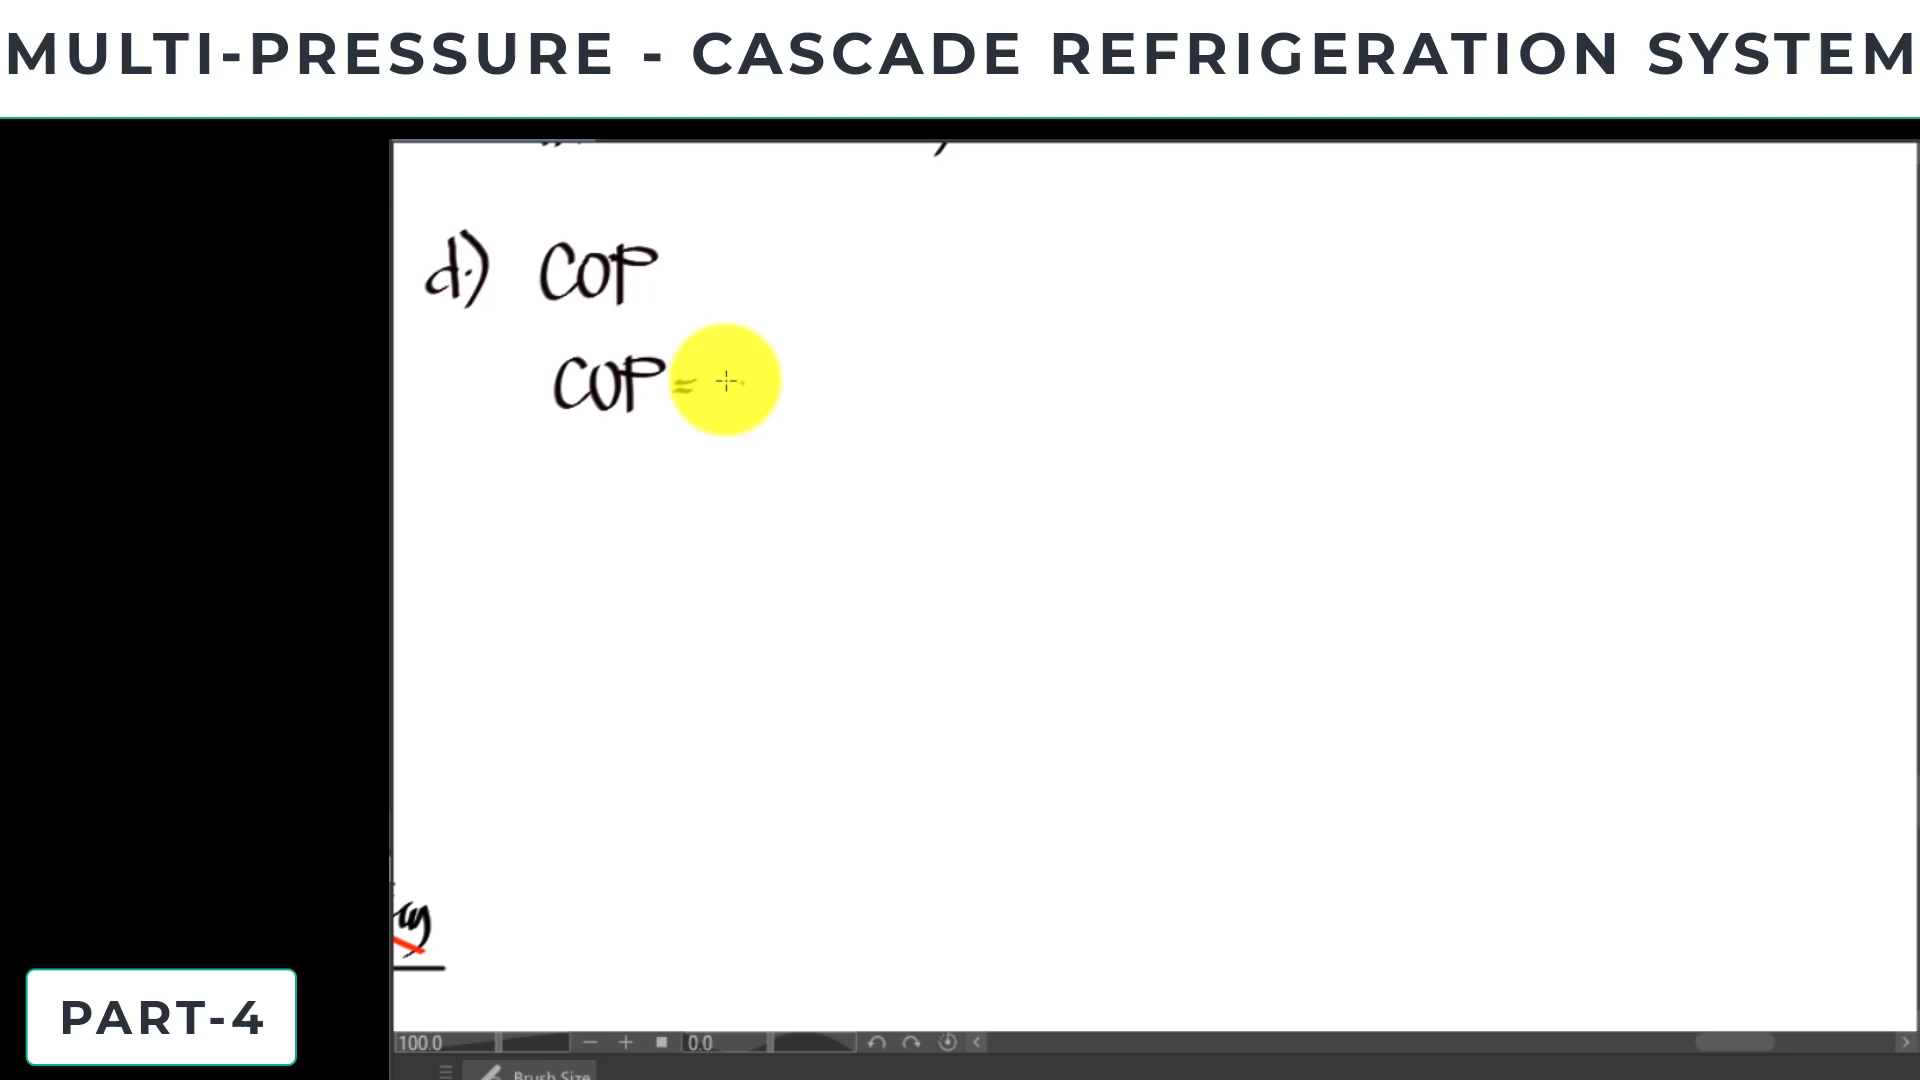 MULTI-PRESSURE - CASCADE REFRIGERATION SYSTEM
d.) COP
COP =
PART-4
100.0
0.0
Brush Size